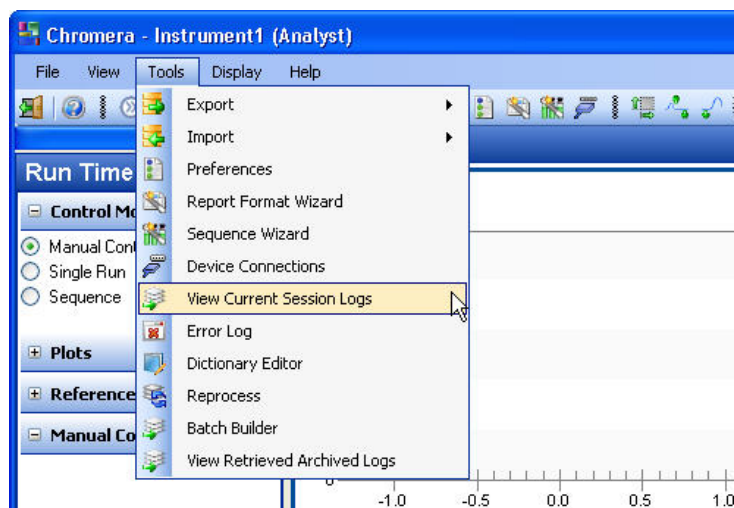 Chromera - Instrument1 (Analyst)
File View Tools Display Help
Export
Import
Preferences
Report Format Wizard
Sequence Wizard
Device Connections
View Current Session Logs
Error Log
Dictionary Editor
Reprocess
Batch Builder
View Retrieved Archived Logs
Run Time
Control Mo
Manual Cont
Single Run
Sequence
Plots
Reference
Manual Co
0
-1.0 -0.5 0.0 0.5 1.0